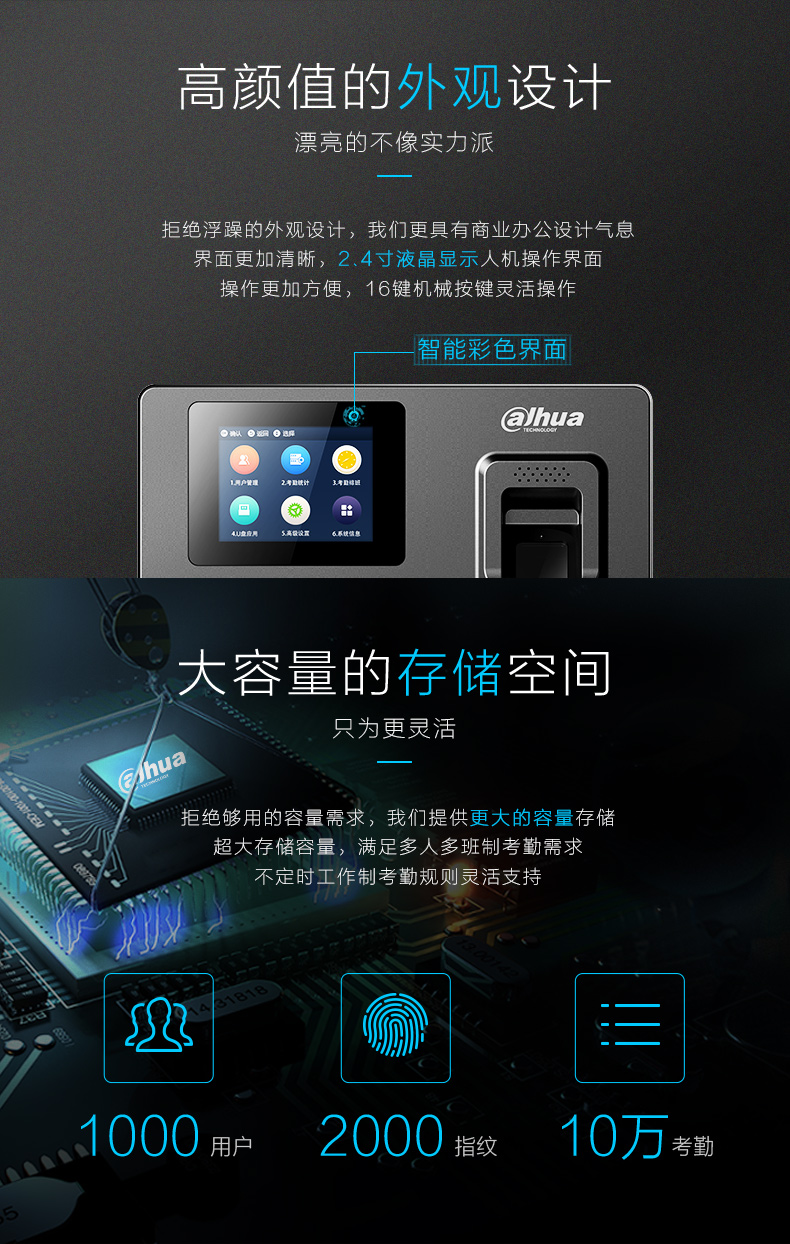 高颜值的外观设计
漂亮的不像实力派
拒绝浮躁的外观设计，我们更具有商业办公设计气息
界面更加清晰，2.4寸液晶显示人机操作界面
操作更加方便，16键机械按键灵活操作
智能彩色界面
alhua
TECHNOLOGY
确认 返回 选择
1.用户管理 2.考勤统计 3.考勤排班
4.U盘应用 5.高级设置 6.系统信息
大容量的存储空间
只为更灵活
alhua
TECHNOLOGY
拒绝够用的容量需求，我们提供更大的容量存储
超大存储容量，满足多人多班制考勤需求
不定时工作制考勤规则灵活支持
1000 用户 2000 指纹 10万 考勤